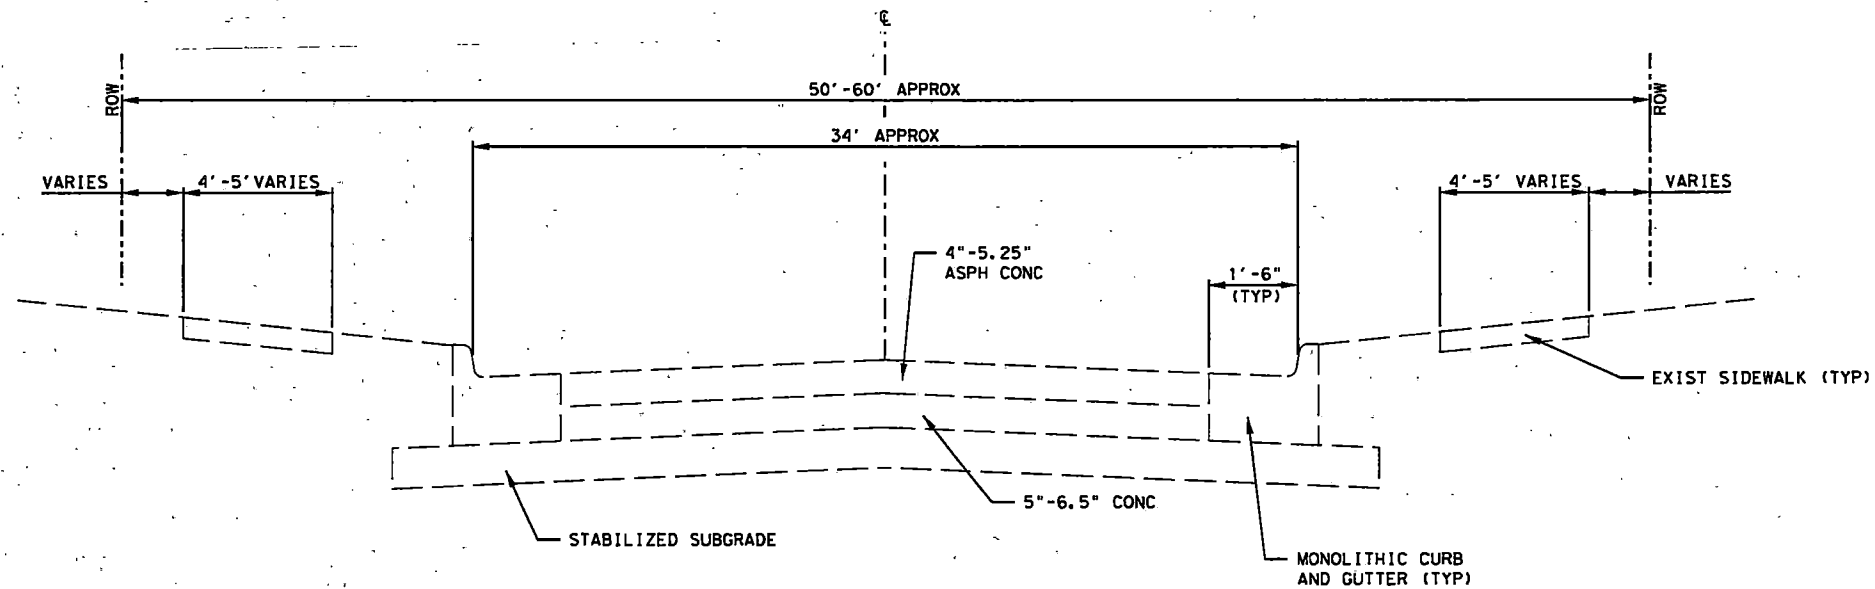 ℄
ROW
50'-60' APPROX
ROW
34' APPROX
VARIES
4'-5' VARIES
4'-5' VARIES
VARIES
4"-5.25"
ASPH CONC
1'-6"
(TYP)
EXIST SIDEWALK (TYP)
5"-6.5" CONC
STABILIZED SUBGRADE
MONOLITHIC CURB
AND GUTTER (TYP)